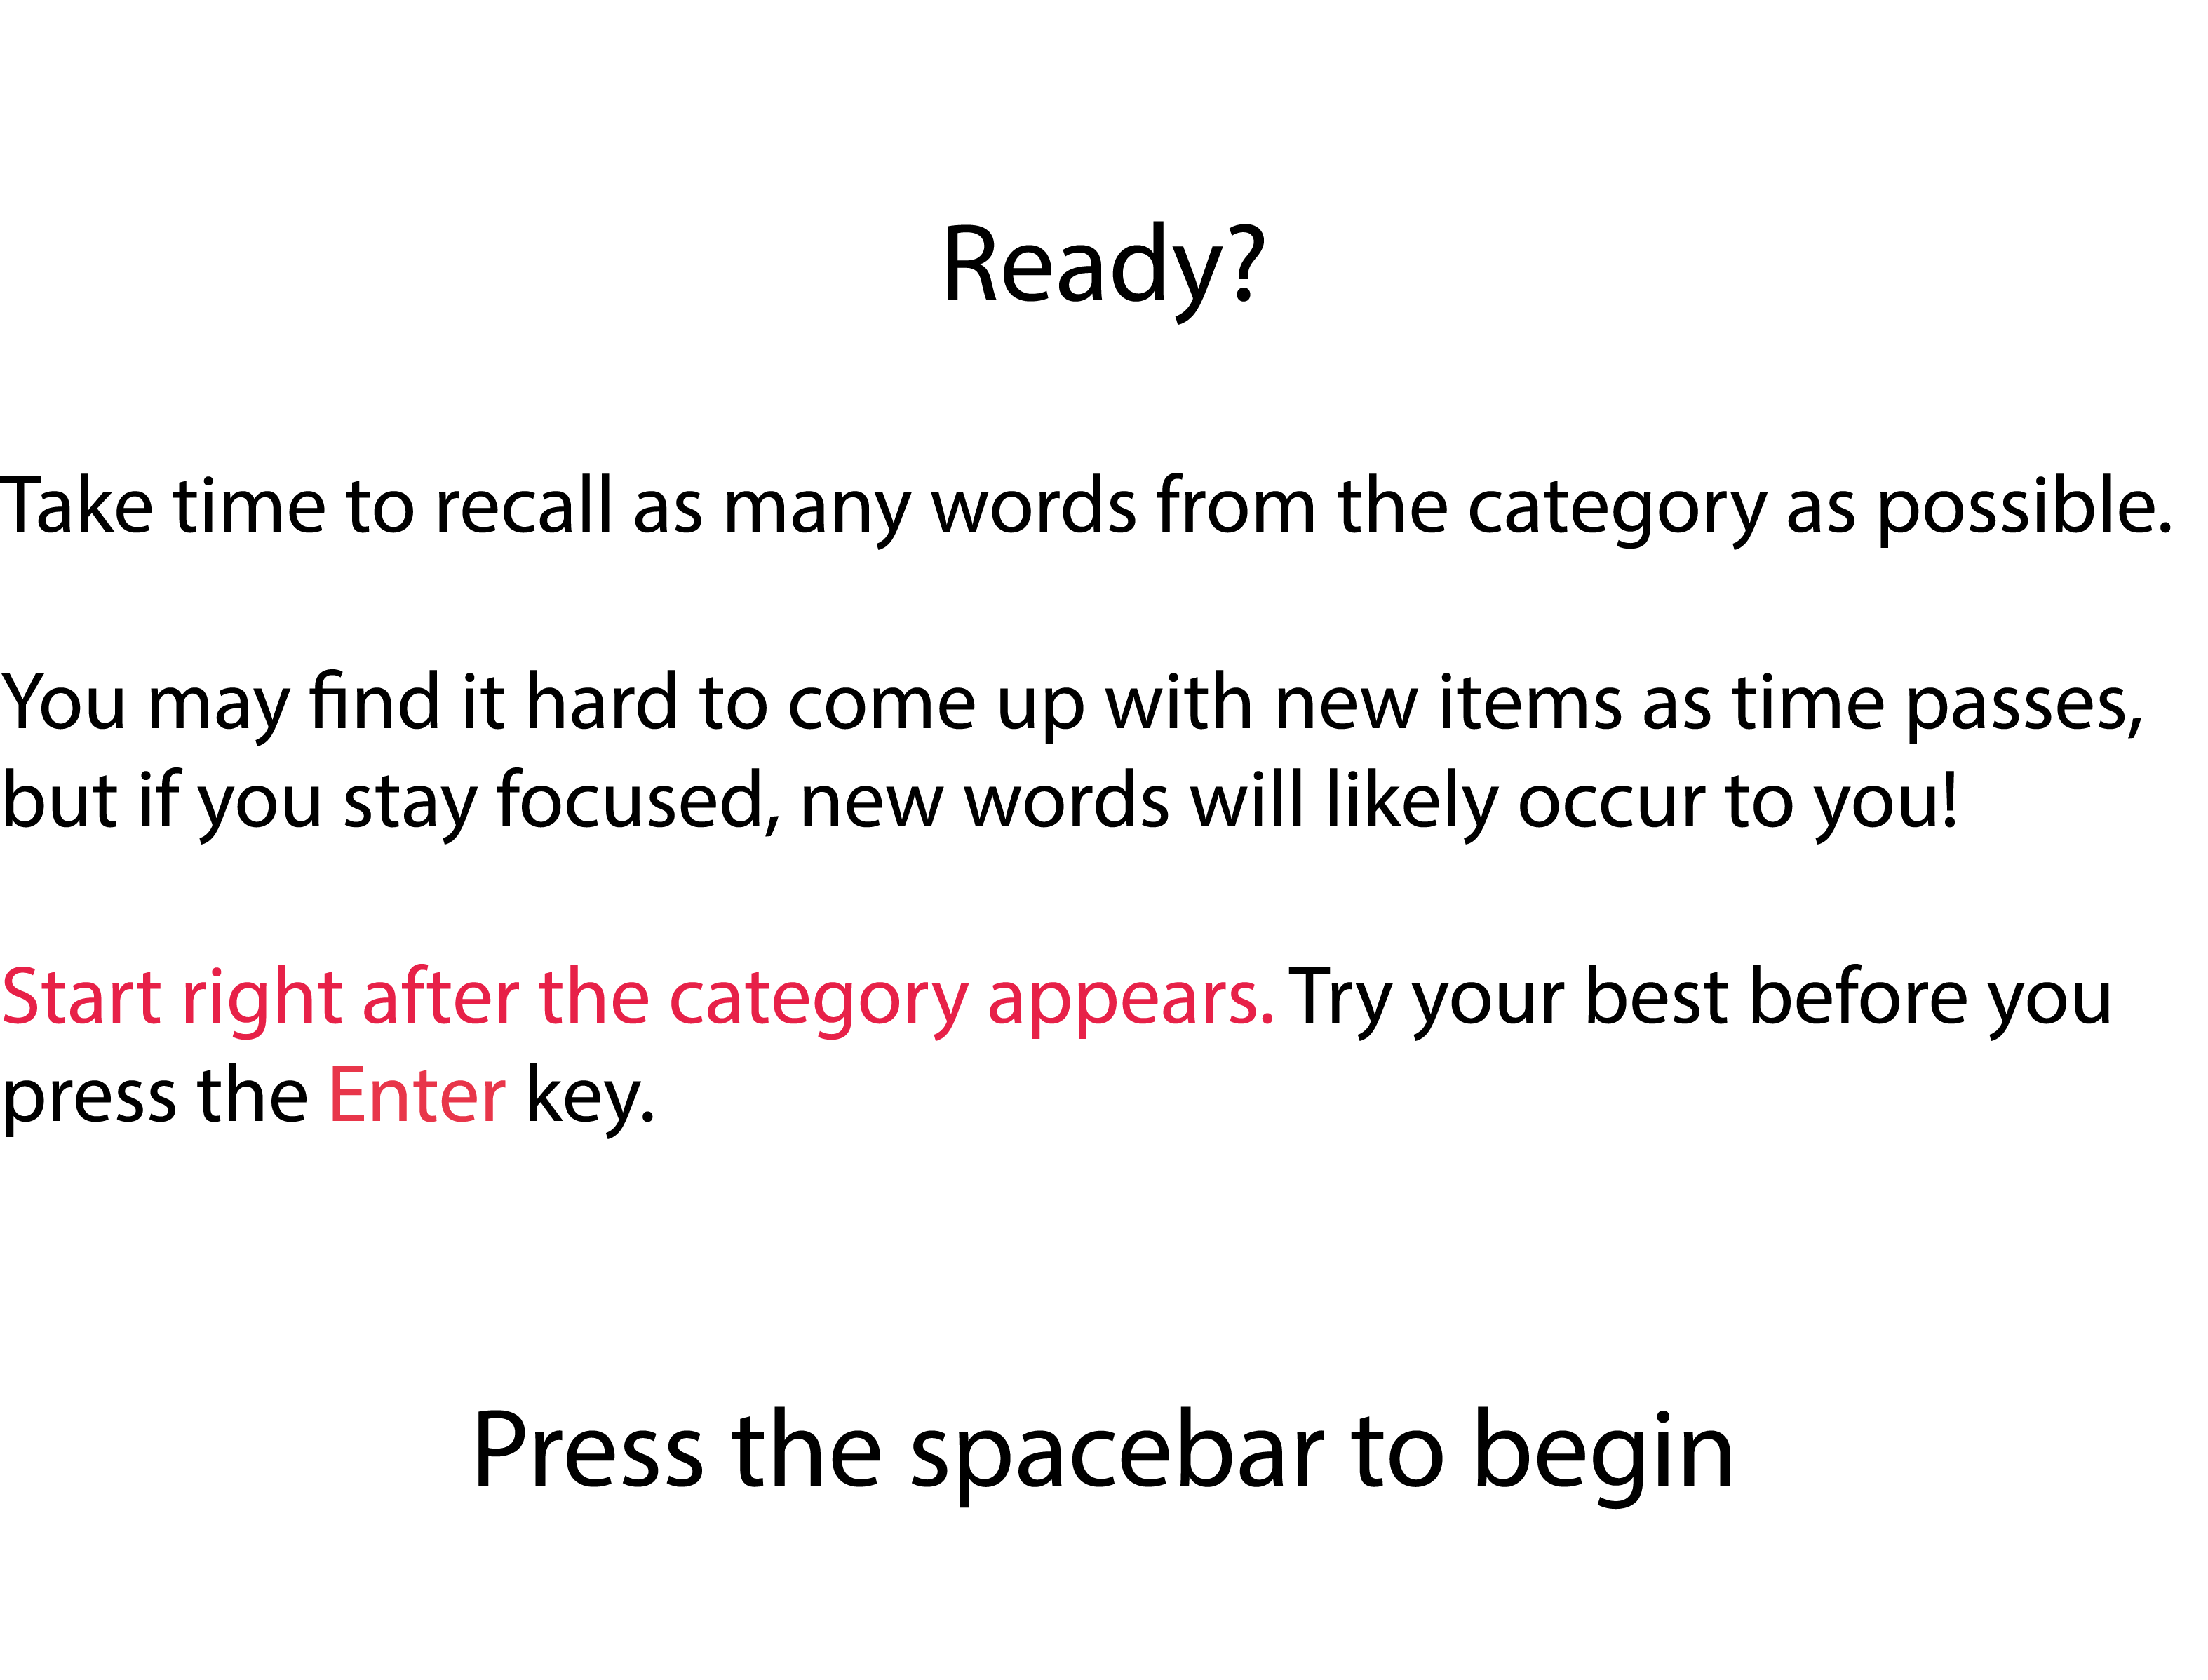 Ready?
Take time to recall as many words from the category as possible.
You may find it hard to come up with new items as time passes,
but if you stay focused, new words will likely occur to you!
Start right after the category appears. Try your best before you
press the Enter key.
Press the spacebar to begin